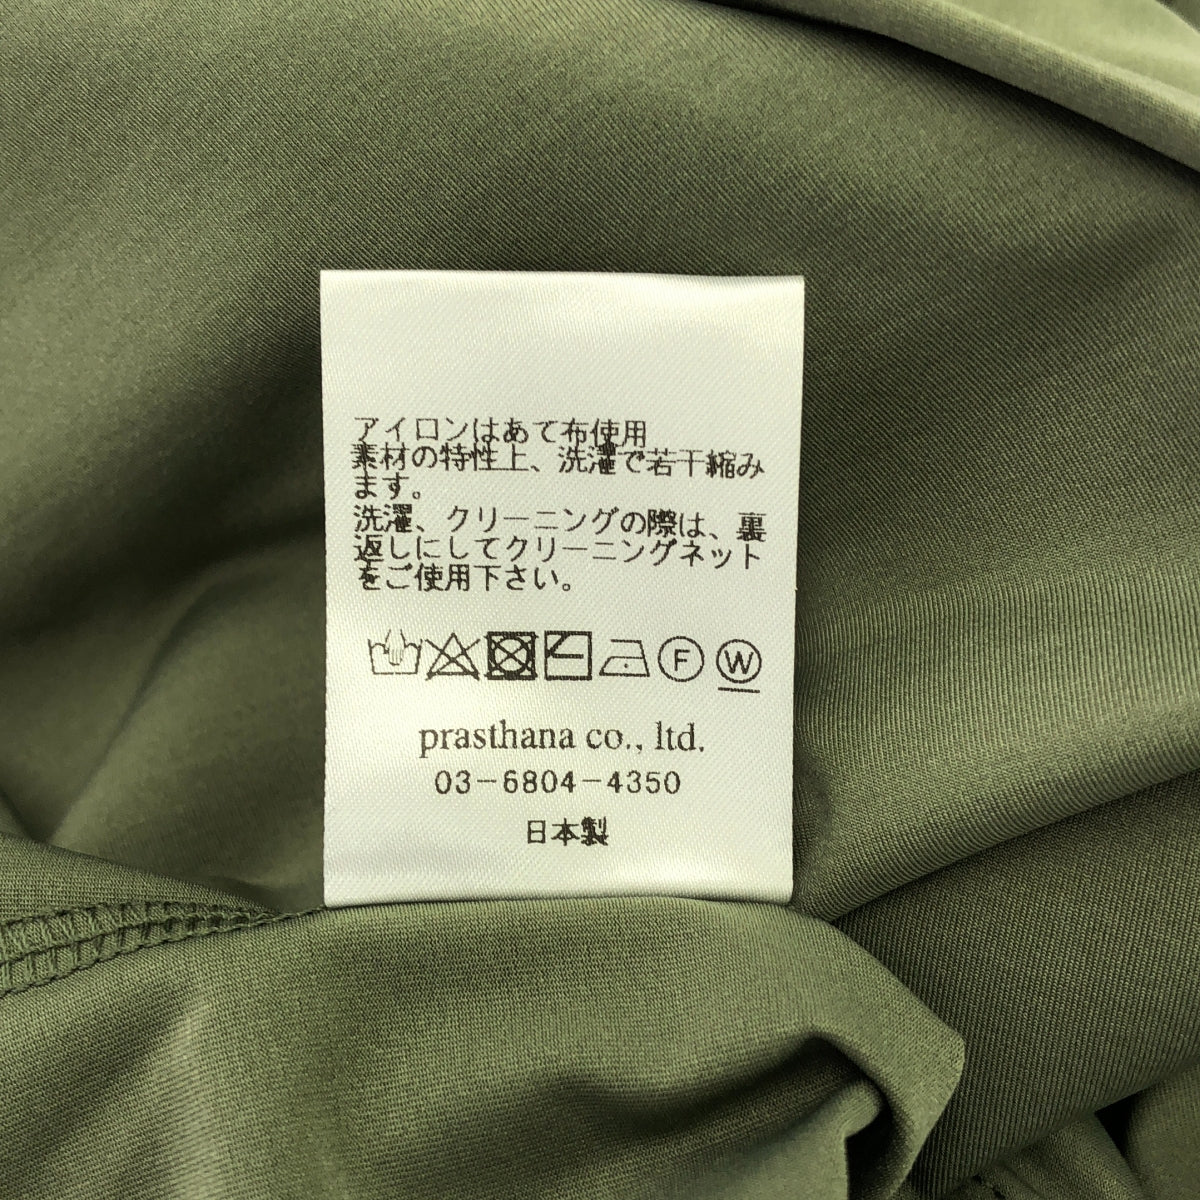 アイロンはあて布使用
素材の特性上、洗濯で若干縮み
ます。
洗濯、クリーニングの際は、裏
返しにしてクリーニングネット
をご使用下さい。
F W
prasthana co., ltd.
03-6804-4350
日本製